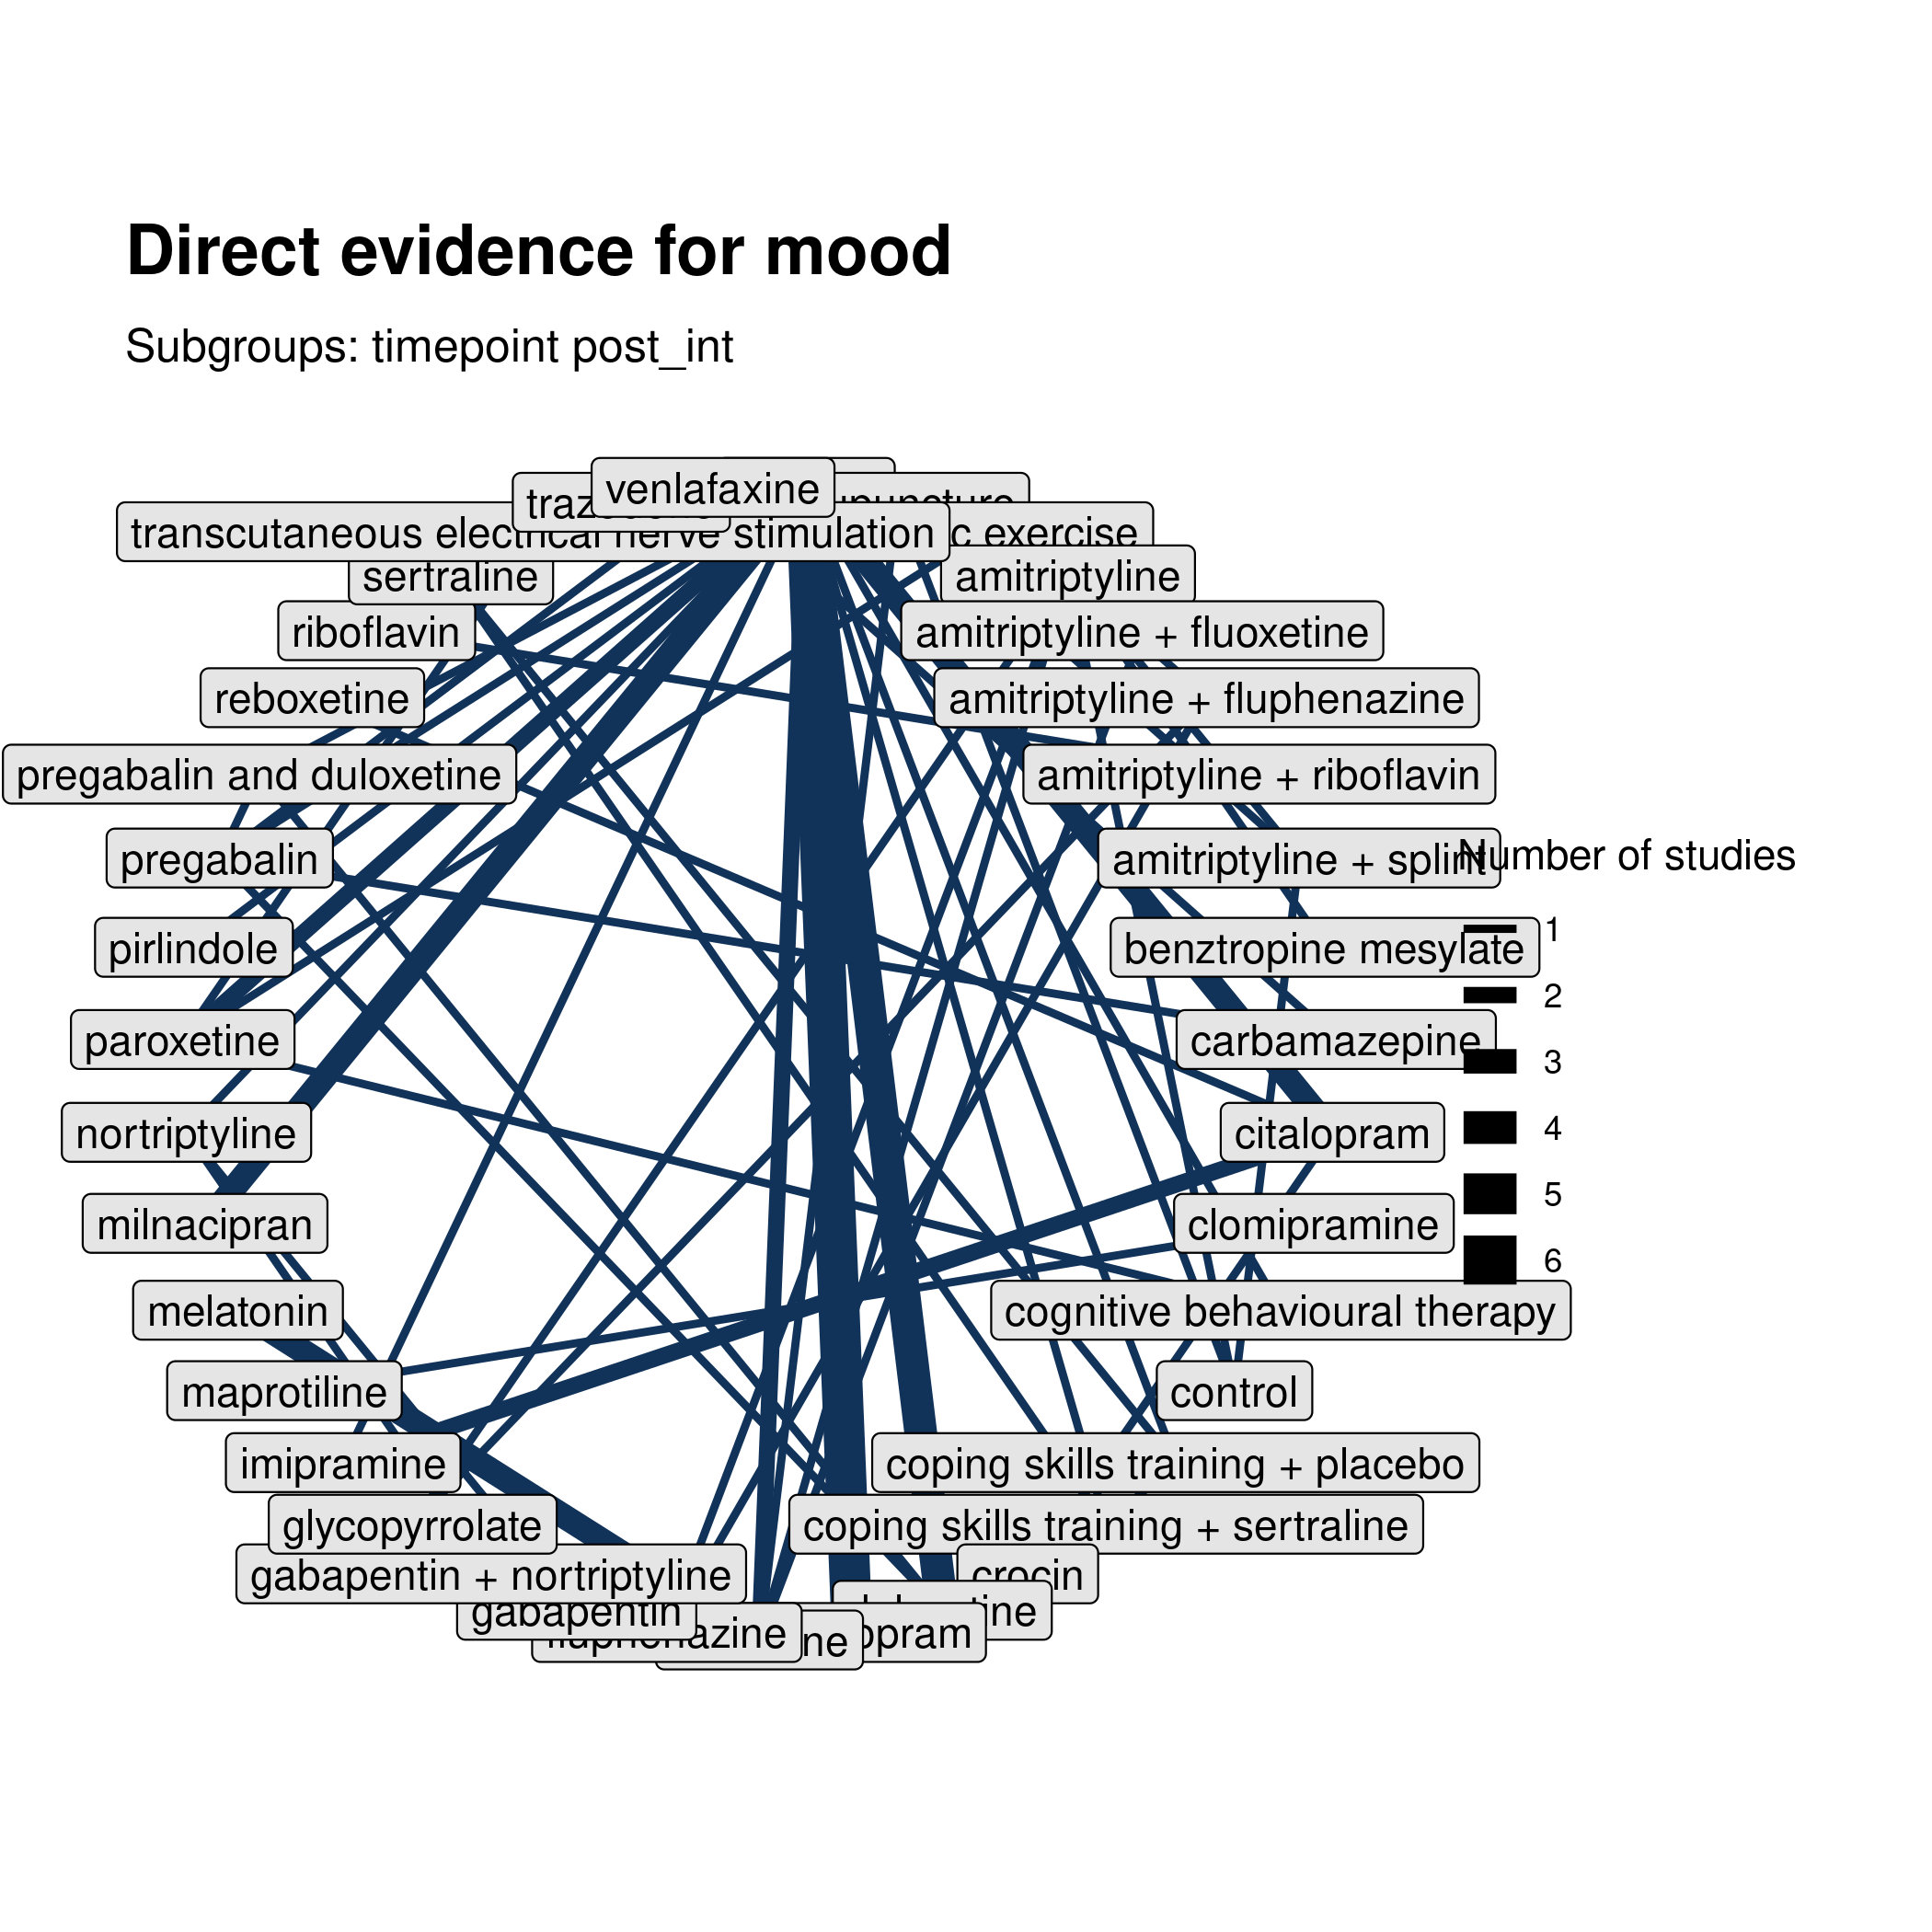 Direct evidence for mood
Subgroups: timepoint post_int
venlafaxine
transcutaneous electrical nerve stimulation
exercise
sertraline
amitriptyline
riboflavin
amitriptyline + fluoxetine
reboxetine
amitriptyline + fluphenazine
pregabalin and duloxetine
amitriptyline + riboflavin
pregabalin
amitriptyline + splint
Number of studies
pirlindole
benztropine mesylate
1
2
paroxetine
carbamazepine
3
nortriptyline
citalopram
4
milnacipran
clomipramine
5
6
melatonin
cognitive behavioural therapy
maprotiline
control
imipramine
coping skills training + placebo
glycopyrrolate
coping skills training + sertraline
gabapentin + nortriptyline
crocin
gabapentin